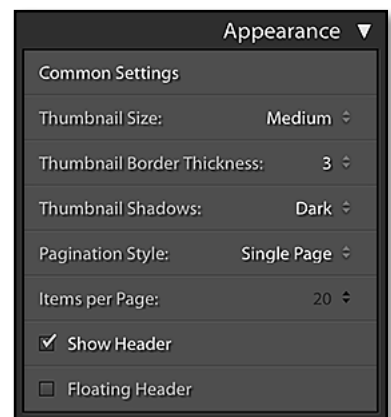 Appearance
Common Settings
Thumbnail Size: Medium
Thumbnail Border Thickness: 3
Thumbnail Shadows: Dark
Pagination Style: Single Page
Items per Page: 20
Show Header
Floating Header